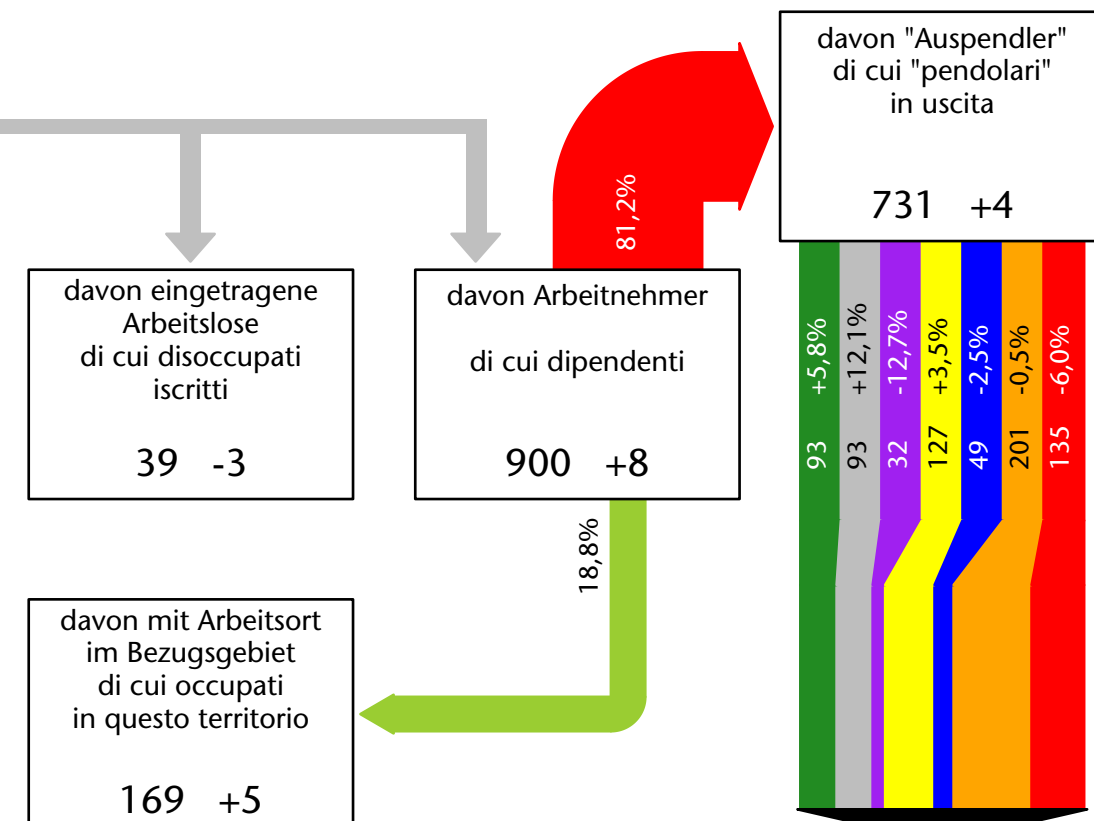 davon "Auspendler"
di cui "pendolari"
in uscita
731 +4
81,2%
davon eingetragene
Arbeitslose
di cui disoccupati
iscritti
39 -3
davon Arbeitnehmer
di cui dipendenti
900 +8
93 +5,8%
93 +12,1%
32 -12,7%
127 +3,5%
49 -2,5%
201 -0,5%
135 -6,0%
18,8%
davon mit Arbeitsort
im Bezugsgebiet
di cui occupati
in questo territorio
169 +5